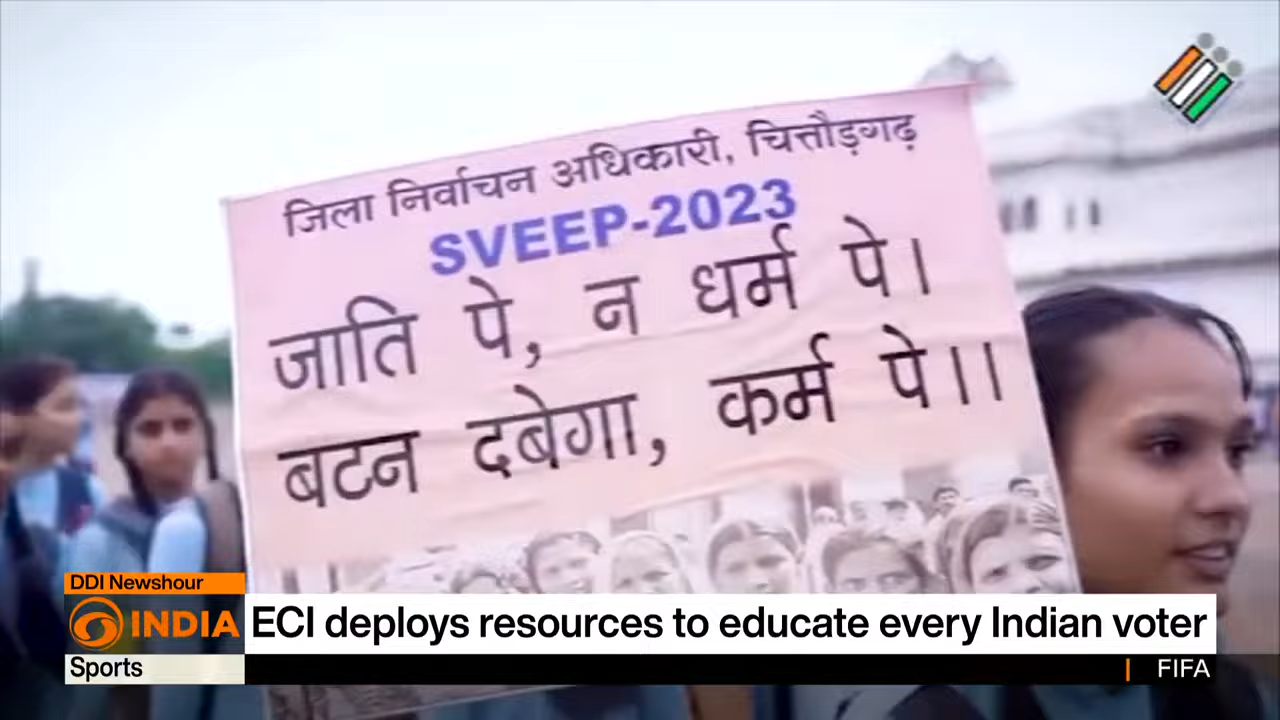 जिला निर्वाचन अधिकारी, चित्तौड़गढ़
SVEEP-2023
जाति पे, न धर्म पे।
बटन दबेगा, कर्म पे।।
DDI Newshour
INDIA
ECI deploys resources to educate every Indian voter
Sports
FIFA